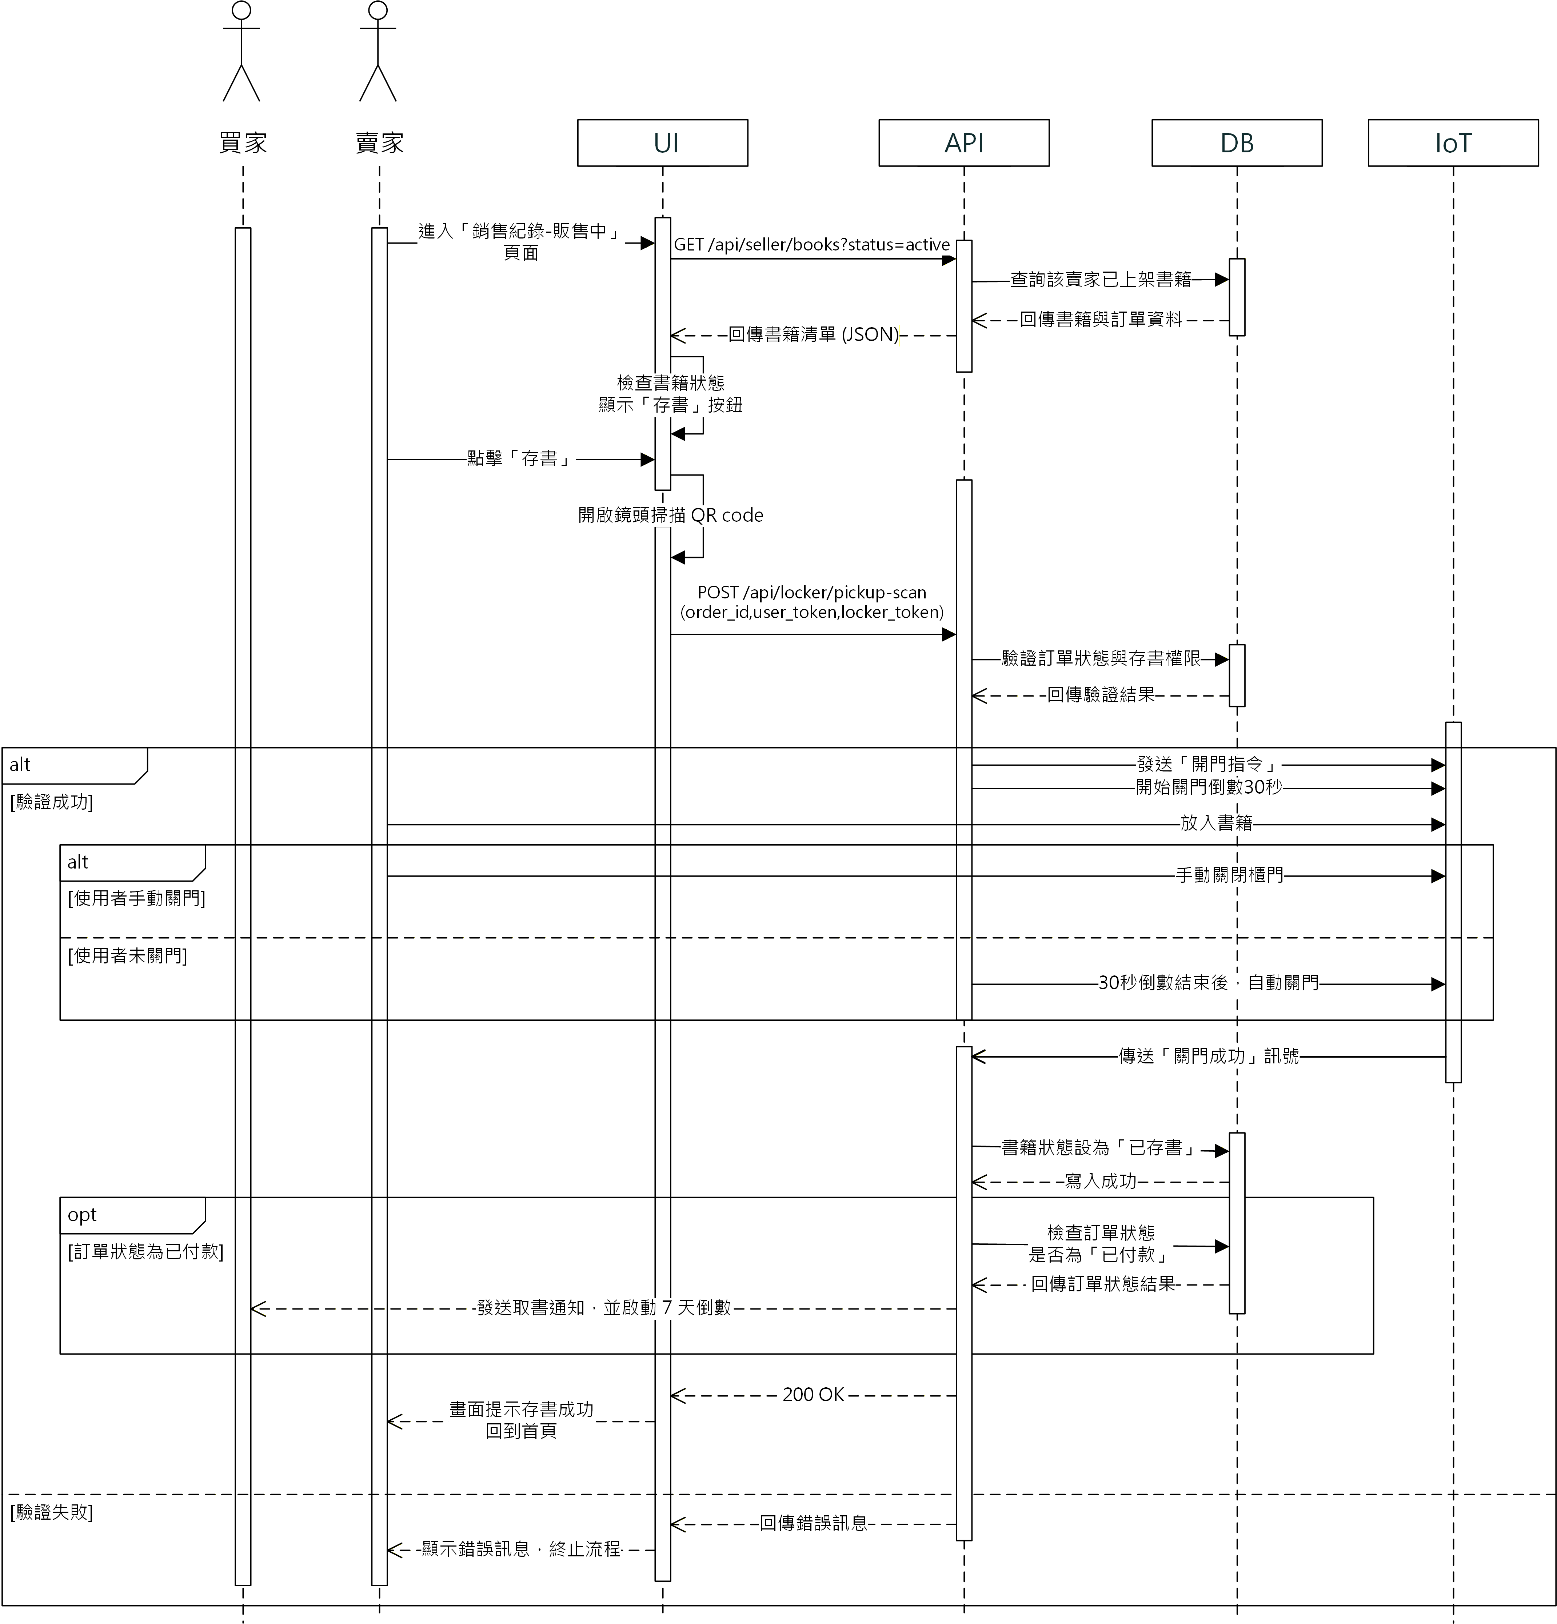 買家
賣家
UI
API
DB
IoT
進入「銷售紀錄-販售中」
頁面
GET /api/seller/books?status=active
查詢該賣家已上架書籍
回傳書籍與訂單資料
回傳書籍清單 (JSON)
檢查書籍狀態
顯示「存書」按鈕
點擊「存書」
開啟鏡頭掃描 QR code
POST /api/locker/pickup-scan
(order_id,user_token,locker_token)
驗證訂單狀態與存書權限
回傳驗證結果
alt
[驗證成功]
發送「開門指令」
開始關門倒數30秒
放入書籍
alt
[使用者手動關門]
手動關閉櫃門
[使用者未關門]
30秒倒數結束後，自動關門
傳送「關門成功」訊號
書籍狀態設為「已存書」
寫入成功
opt
[訂單狀態為已付款]
檢查訂單狀態
是否為「已付款」
回傳訂單狀態結果
發送取書通知，並啟動 7 天倒數
200 OK
畫面提示存書成功
回到首頁
[驗證失敗]
回傳錯誤訊息
顯示錯誤訊息，終止流程